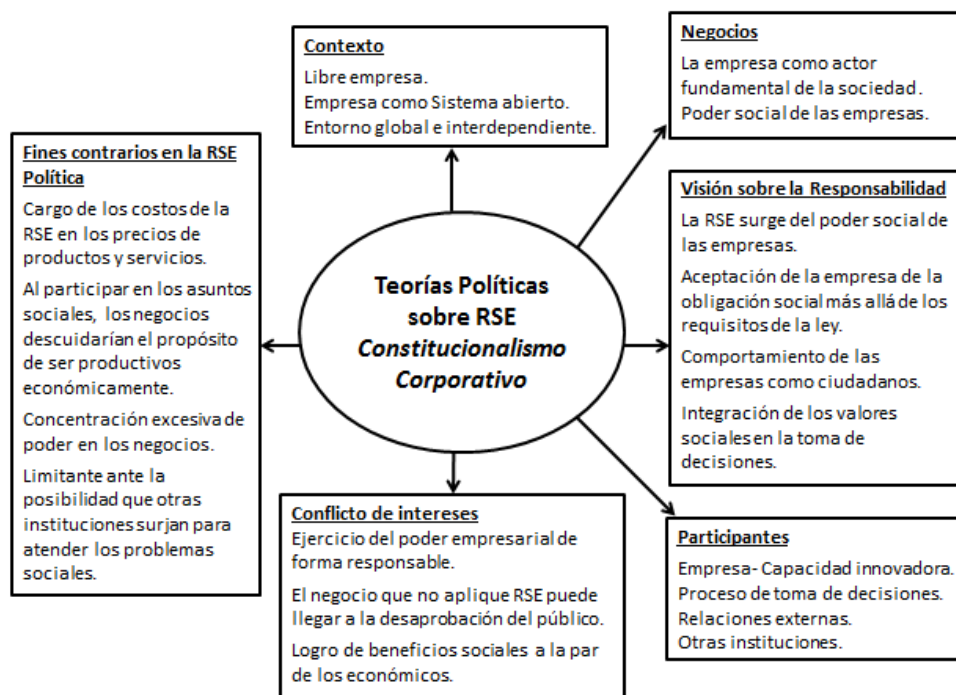 Contexto
Libre empresa.
Empresa como Sistema abierto.
Entorno global e interdependiente.
Negocios
La empresa como actor
fundamental de la sociedad.
Poder social de las empresas.
Fines contrarios en la RSE
Política
Cargo de los costos de la
RSE en los precios de
productos y servicios.
Al participar en los asuntos
sociales, los negocios
descuidarían el propósito
de ser productivos
económicamente.
Concentración excesiva de
poder en los negocios.
Limitante ante la
posibilidad que otras
instituciones surjan para
atender los problemas
sociales.
Teorías Políticas
sobre RSE
Constitucionalismo
Corporativo
Visión sobre la Responsabilidad
La RSE surge del poder social de
las empresas.
Aceptación de la empresa de la
obligación social más allá de los
requisitos de la ley.
Comportamiento de las
empresas como ciudadanos.
Integración de los valores
sociales en la toma de
decisiones.
Conflicto de intereses
Ejercicio del poder empresarial de
forma responsable.
El negocio que no aplique RSE puede
llegar a la desaprobación del público.
Logro de beneficios sociales a la par
de los económicos.
Participantes
Empresa- Capacidad innovadora.
Proceso de toma de decisiones.
Relaciones externas.
Otras instituciones.